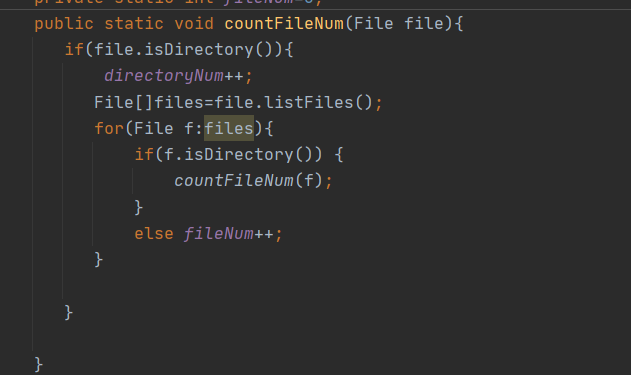 private static int fileNum=0;
public static void countFileNum(File file){
if(file.isDirectory()){
directoryNum++;
File[]files=file.listFiles();
for(File f:files){
if(f.isDirectory()) {
countFileNum(f);
}
else fileNum++;
}
}
}